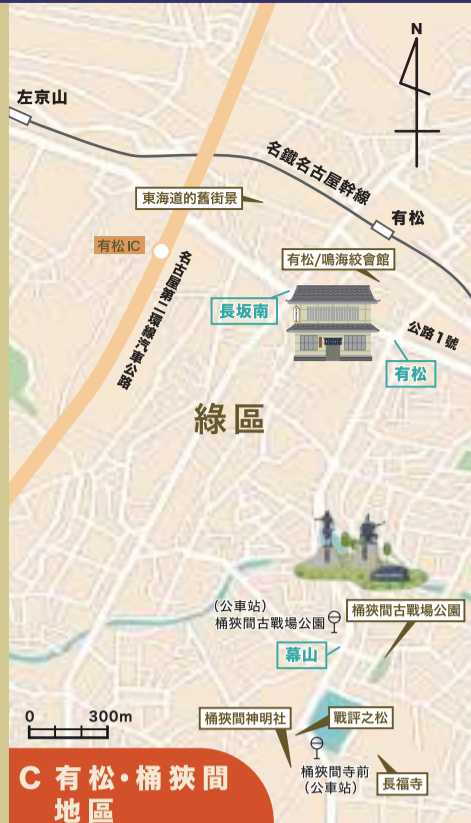 N
左京山
名鐵名古屋幹線
東海道的舊街景
有松
有松IC
有松/鳴海絞會館
名古屋第二環線汽車公路
長坂南
公路1號
有松
綠區
(公車站)
桶狹間古戰場公園
桶狹間古戰場公園
幕山
0 300m
桶狹間神明社
戰評之松
桶狹間寺前
(公車站)
長福寺
C 有松・桶狹間
地區